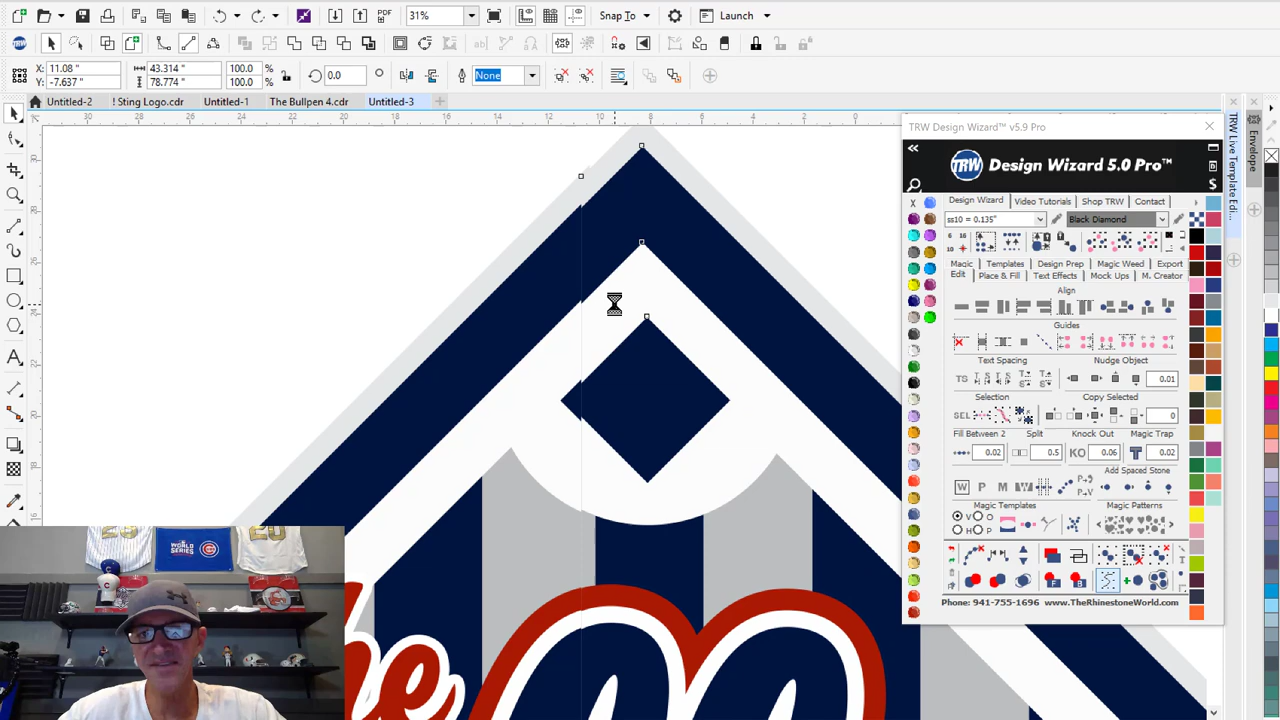 PDF 31% Snap To Launch
X: 11.08 " 43.314 " 100.0 % 0.0 None
Y: -7.637 " 78.774 " 100.0 %
Untitled-2 ! Sting Logo.cdr Untitled-1 The Bullpen 4.cdr Untitled-3
TRW Design Wizard™ v5.9 Pro
TRW Design Wizard 5.0 Pro™
Design Wizard Video Tutorials Shop TRW Contact
ss10 = 0.135" Black Diamond
Magic Templates Design Prep Magic Weed Export
Edit Place & Fill Text Effects Mock Ups M. Creator
Align
Guides
Text Spacing Nudge Object
0.01
Selection Copy Selected
SEL 0
Fill Between 2 Split Knock Out Magic Trap
0.02 0.5 KO 0.06 0.02
Add Spaced Stone
Magic Templates Magic Patterns
V O
H P
Phone: 941-755-1696 www.TheRhinestoneWorld.com
TRW Live Template Edi...
Envelope
WORLD SERIES
the